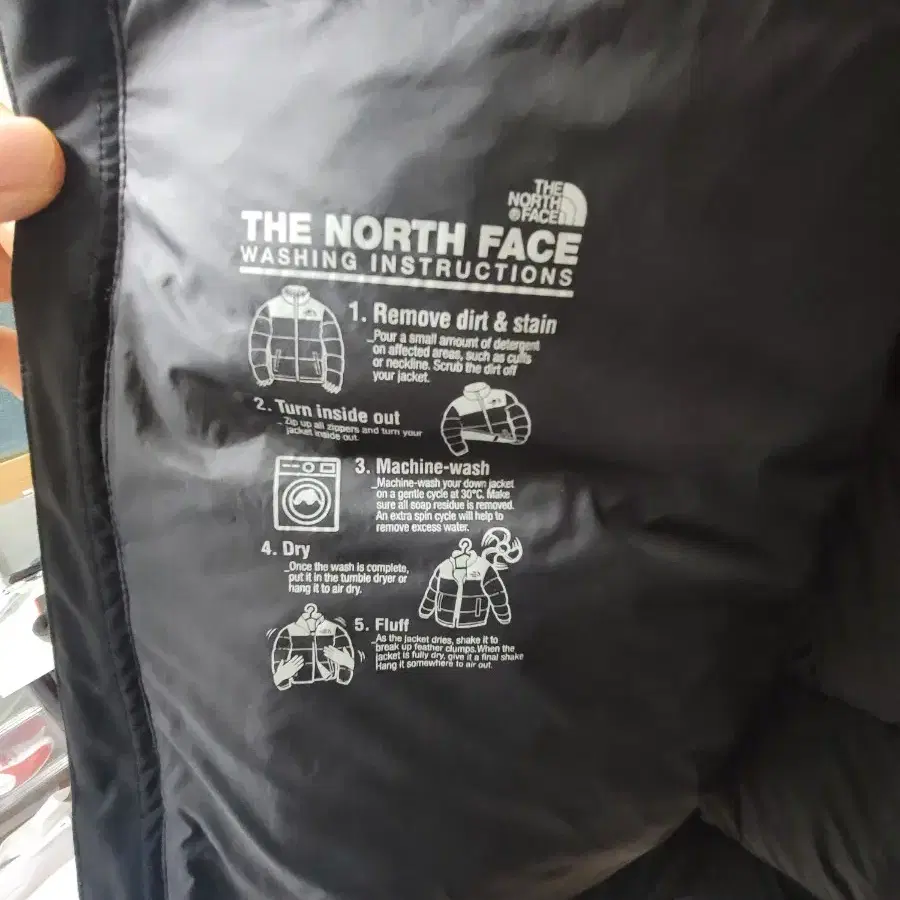 THE
NORTH
® FACE
THE NORTH FACE
WASHING INSTRUCTIONS
1. Remove dirt & stain
_Pour a small amount of detergent
on affected areas, such as cuffs
or neckline. Scrub the dirt off
your jacket.
2. Turn inside out
_Zip up all zippers and turn your
jacket inside out.
3. Machine-wash
_Machine-wash your down jacket
on a gentle cycle at 30°C. Make
sure all soap residue is removed.
An extra spin cycle will help to
remove excess water.
4. Dry
_Once the wash is complete,
put it in the tumble dryer or
hang it to air dry.
5. Fluff
_As the jacket dries, shake it to
break up feather clumps. When the
jacket is fully dry, give it a final shake
Hang it somewhere to air out.